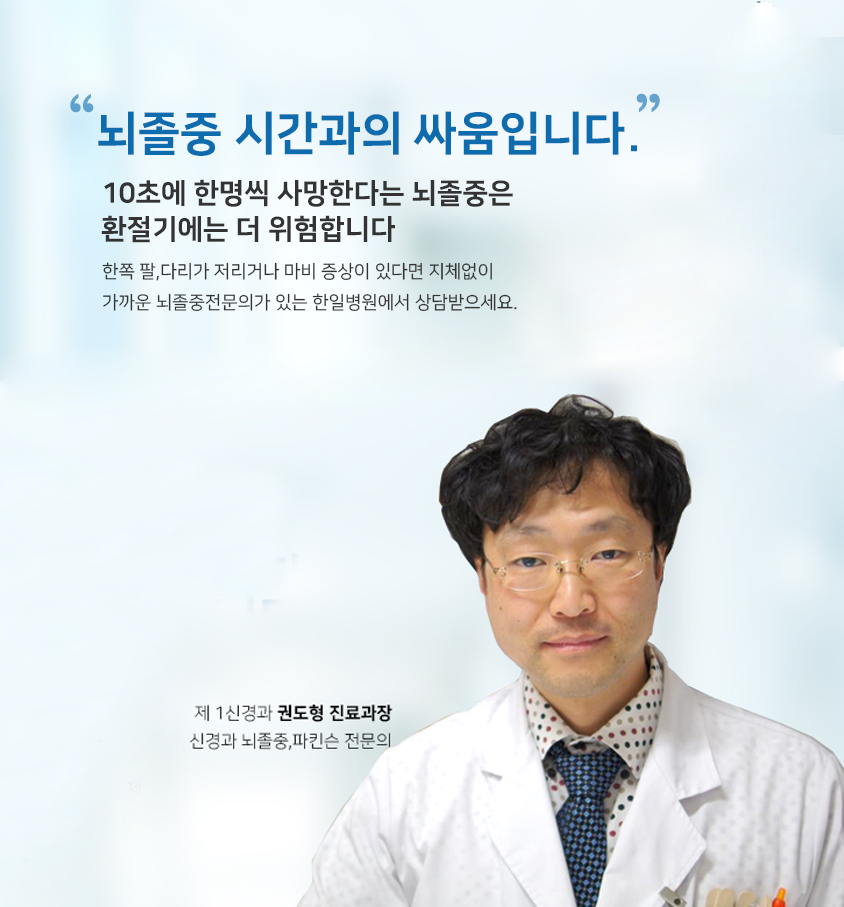 “뇌졸중 시간과의 싸움입니다.”
10초에 한명씩 사망한다는 뇌졸중은
환절기에는 더 위험합니다
한쪽 팔,다리가 저리거나 마비 증상이 있다면 지체없이
가까운 뇌졸중전문의가 있는 한일병원에서 상담받으세요.
제 1신경과 권도형 진료과장
신경과 뇌졸중,파킨슨 전문의